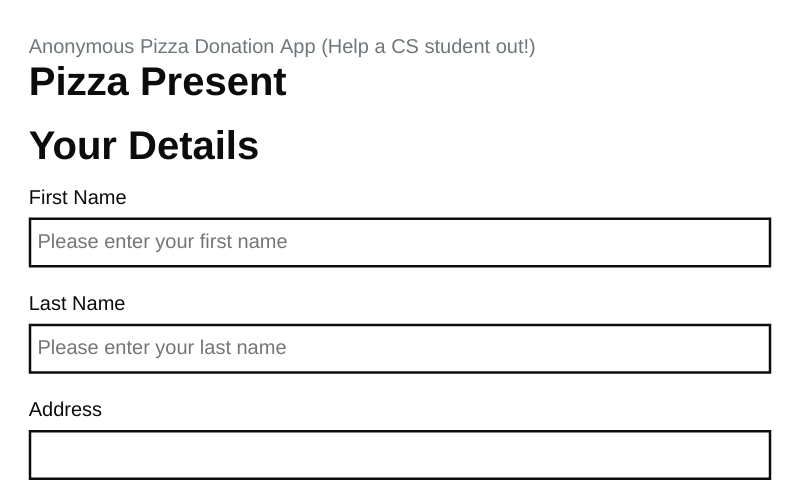 Anonymous Pizza Donation App (Help a CS student out!)
Pizza Present
Your Details
First Name
Please enter your first name
Last Name
Please enter your last name
Address